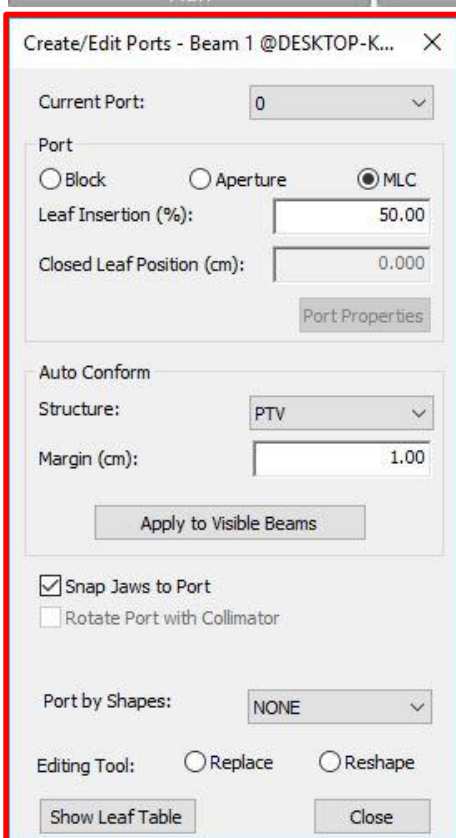 Create/Edit Ports - Beam 1 @DESKTOP-K...
Current Port: 0
Port
Block Aperture MLC
Leaf Insertion (%): 50.00
Closed Leaf Position (cm): 0.000
Port Properties
Auto Conform
Structure: PTV
Margin (cm): 1.00
Apply to Visible Beams
Snap Jaws to Port
Rotate Port with Collimator
Port by Shapes: NONE
Editing Tool: Replace Reshape
Show Leaf Table Close